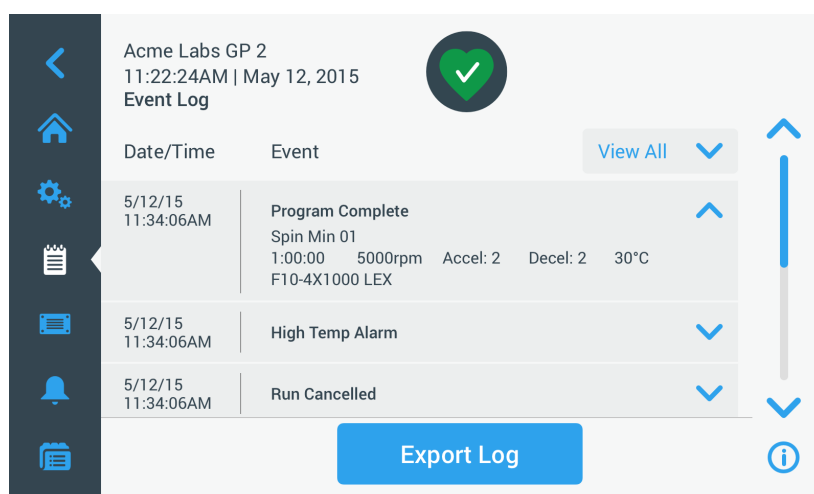 Acme Labs GP 2
11:22:24AM | May 12, 2015
Event Log
Date/Time Event View All
5/12/15
11:34:06AM
Program Complete
Spin Min 01
1:00:00 5000rpm Accel: 2 Decel: 2 30°C
F10-4X1000 LEX
5/12/15
11:34:06AM
High Temp Alarm
5/12/15
11:34:06AM
Run Cancelled
Export Log